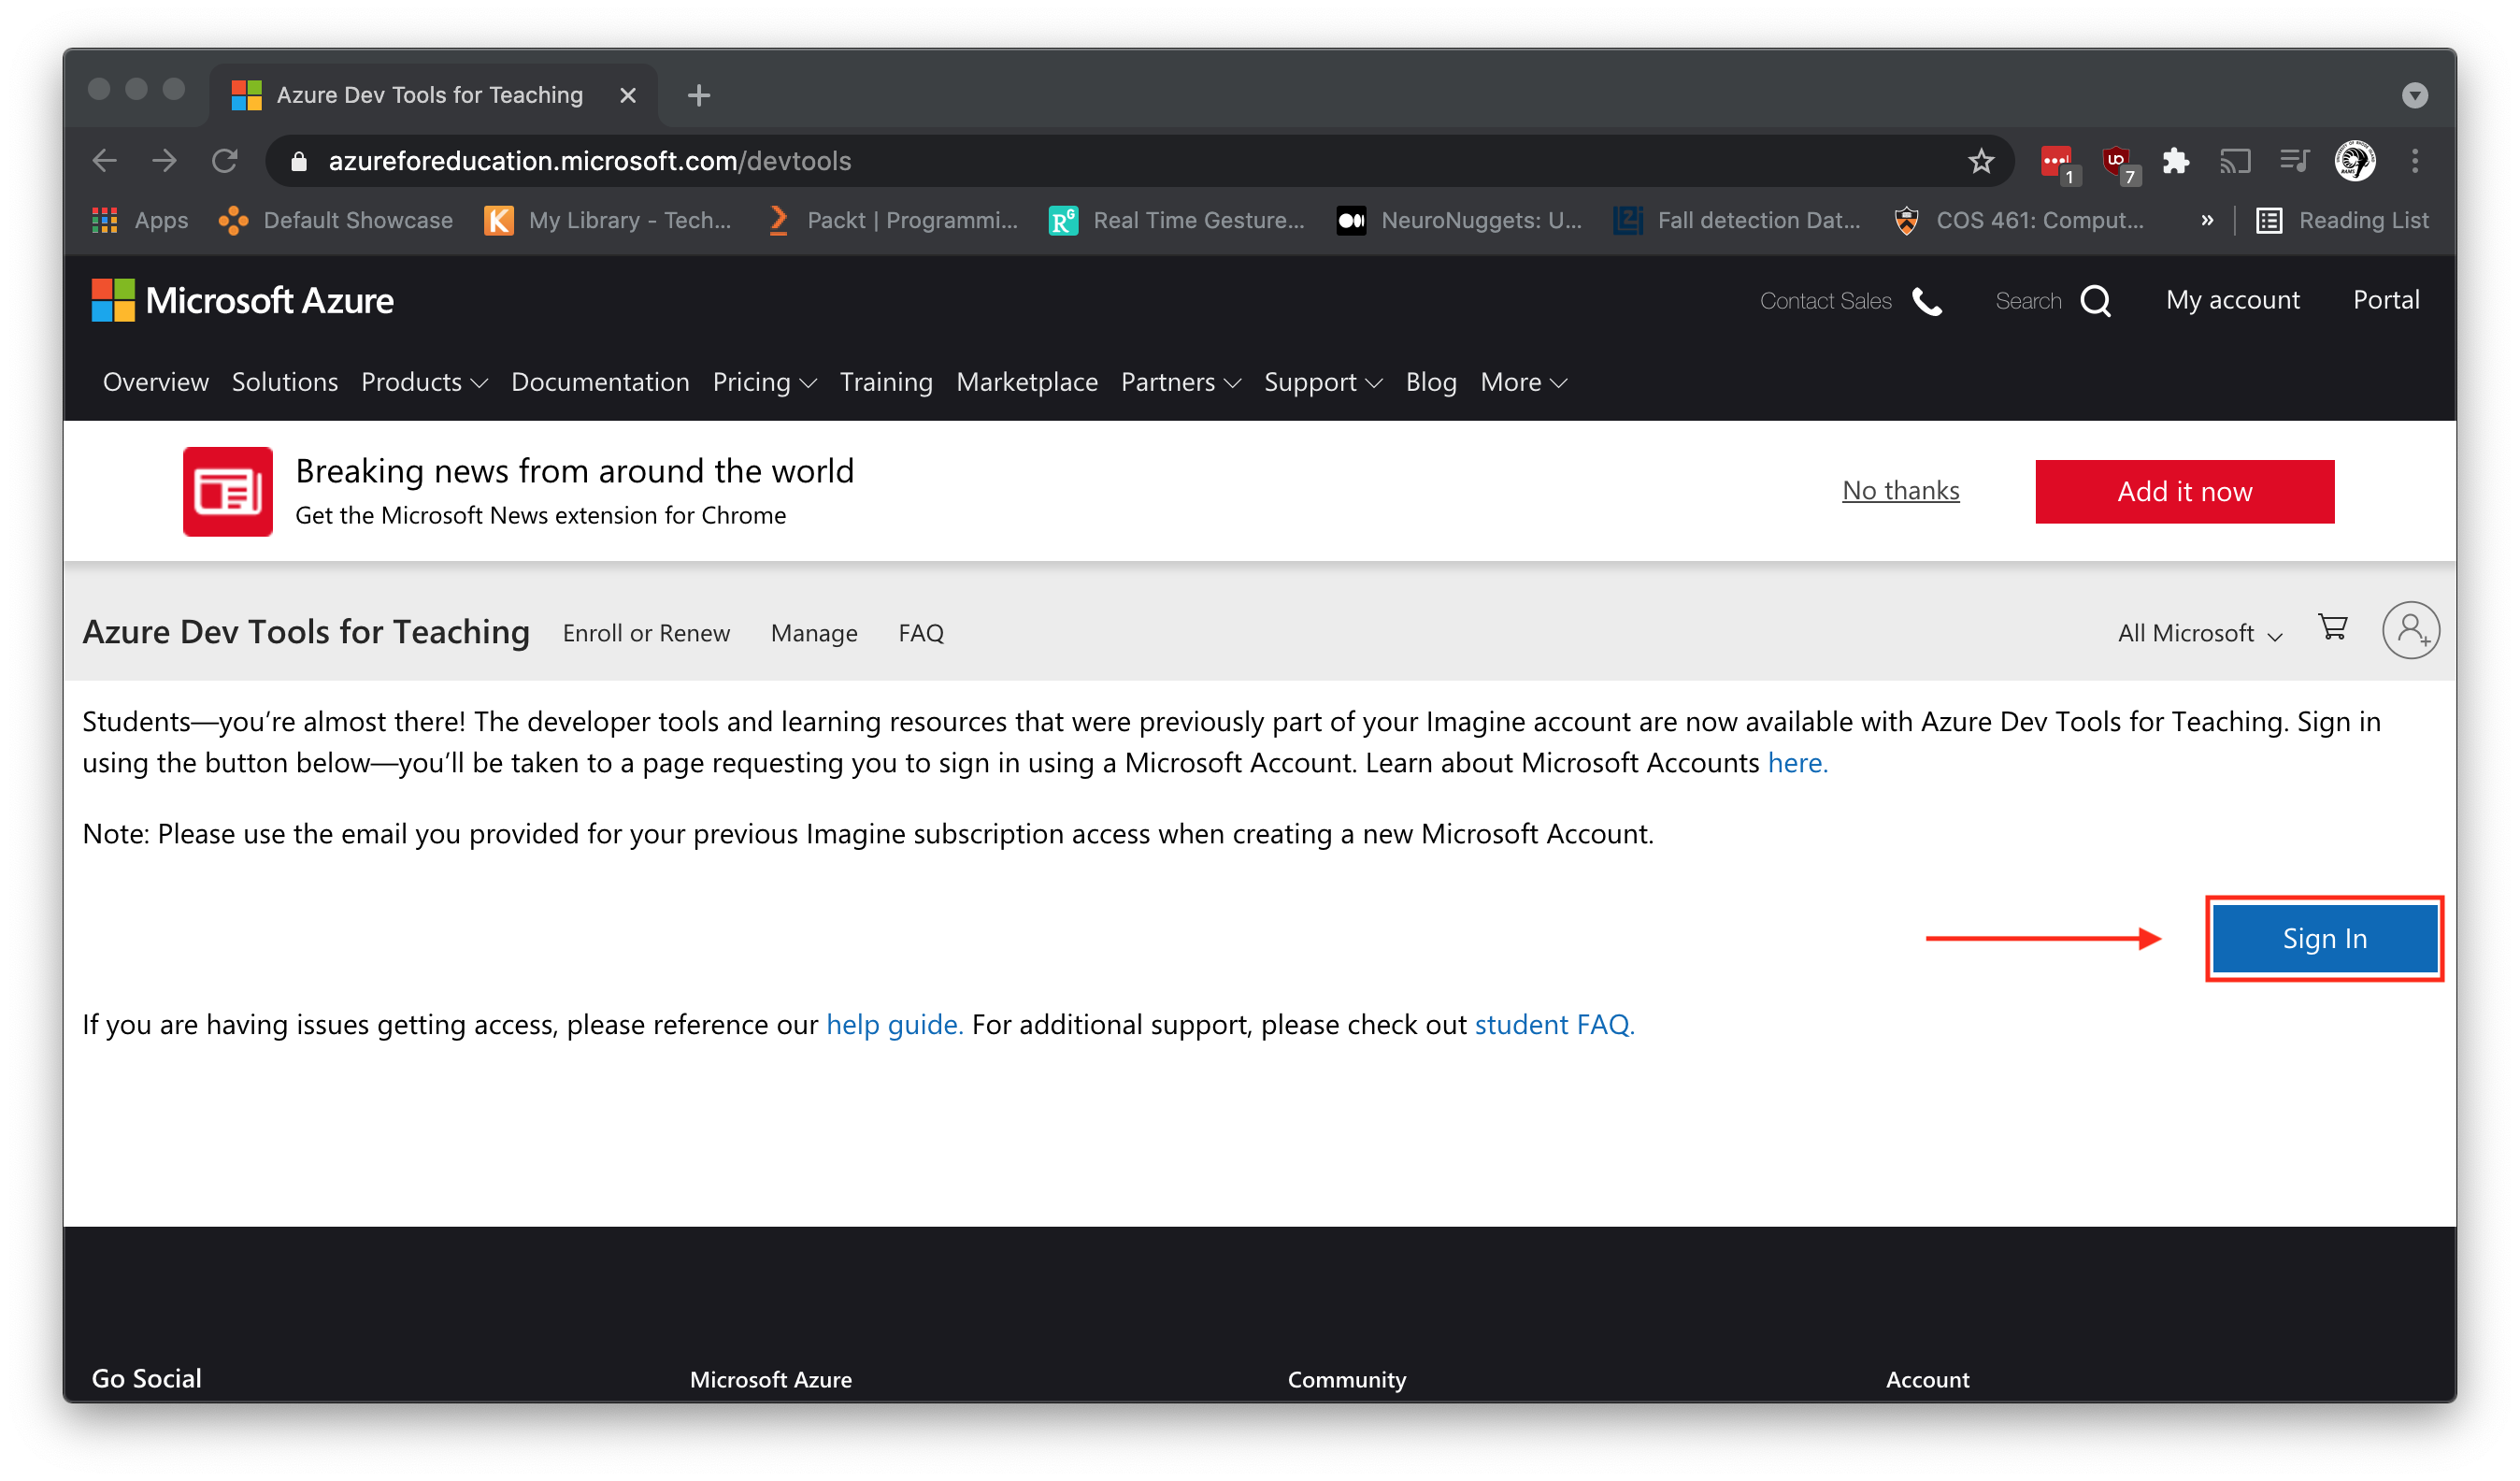 Azure Dev Tools for Teaching
azureforeducation.microsoft.com/devtools
1
7
Apps Default Showcase My Library - Tech... Packt | Programmi... Real Time Gesture... NeuroNuggets: U... Fall detection Dat... COS 461: Comput... » Reading List
Microsoft Azure
Contact Sales Search My account Portal
Overview Solutions Products Documentation Pricing Training Marketplace Partners Support Blog More
Breaking news from around the world
Get the Microsoft News extension for Chrome
No thanks
Add it now
Azure Dev Tools for Teaching Enroll or Renew Manage FAQ All Microsoft
Students—you’re almost there! The developer tools and learning resources that were previously part of your Imagine account are now available with Azure Dev Tools for Teaching. Sign in
using the button below—you’ll be taken to a page requesting you to sign in using a Microsoft Account. Learn about Microsoft Accounts here.
Note: Please use the email you provided for your previous Imagine subscription access when creating a new Microsoft Account.
Sign In
If you are having issues getting access, please reference our help guide. For additional support, please check out student FAQ.
Go Social Microsoft Azure Community Account